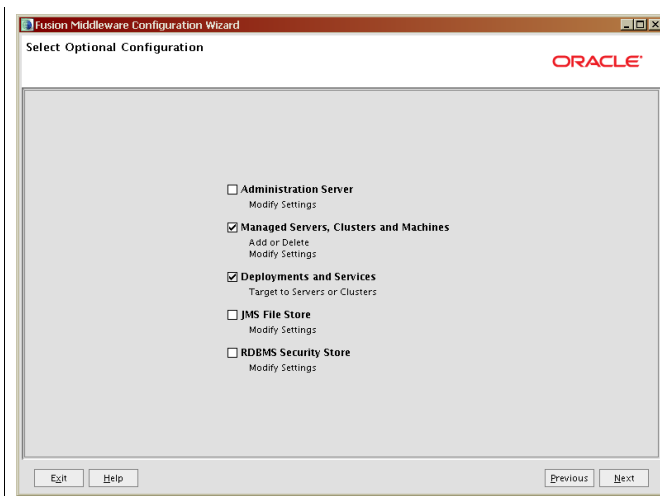 Fusion Middleware Configuration Wizard
Select Optional Configuration
ORACLE
Administration Server
Modify Settings
Managed Servers, Clusters and Machines
Add or Delete
Modify Settings
Deployments and Services
Target to Servers or Clusters
JMS File Store
Modify Settings
RDBMS Security Store
Modify Settings
Exit Help Previous Next